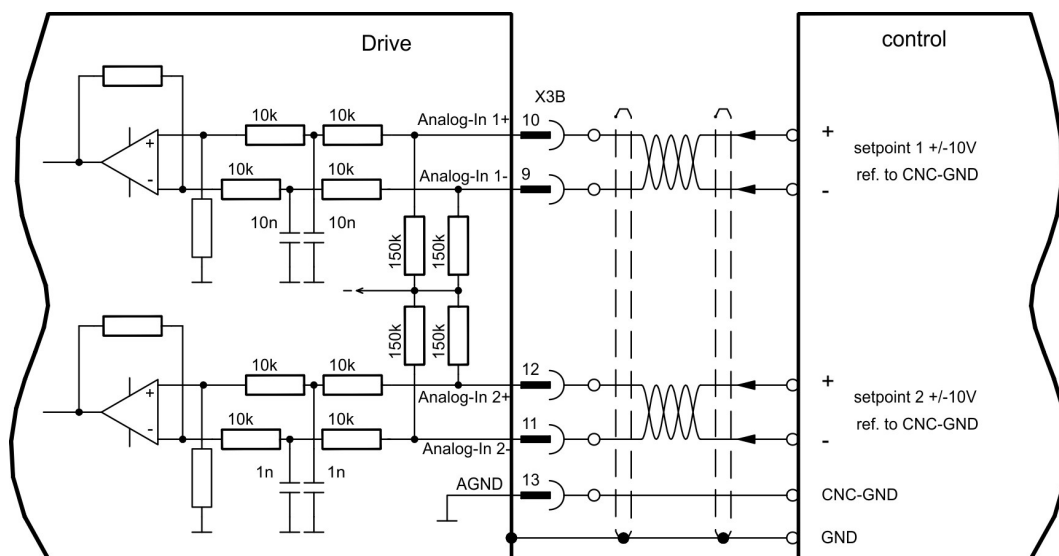 Drive
control
X3B
10k
10k
Analog-In 1+
10
+
setpoint 1 +/-10V
ref. to CNC-GND
+
-
10k
10k
Analog-In 1-
9
-
10n
10n
150k
150k
-
150k
150k
10k
10k
Analog-In 2+
12
+
setpoint 2 +/-10V
ref. to CNC-GND
+
-
10k
10k
Analog-In 2-
11
-
1n
1n
AGND
13
CNC-GND
GND